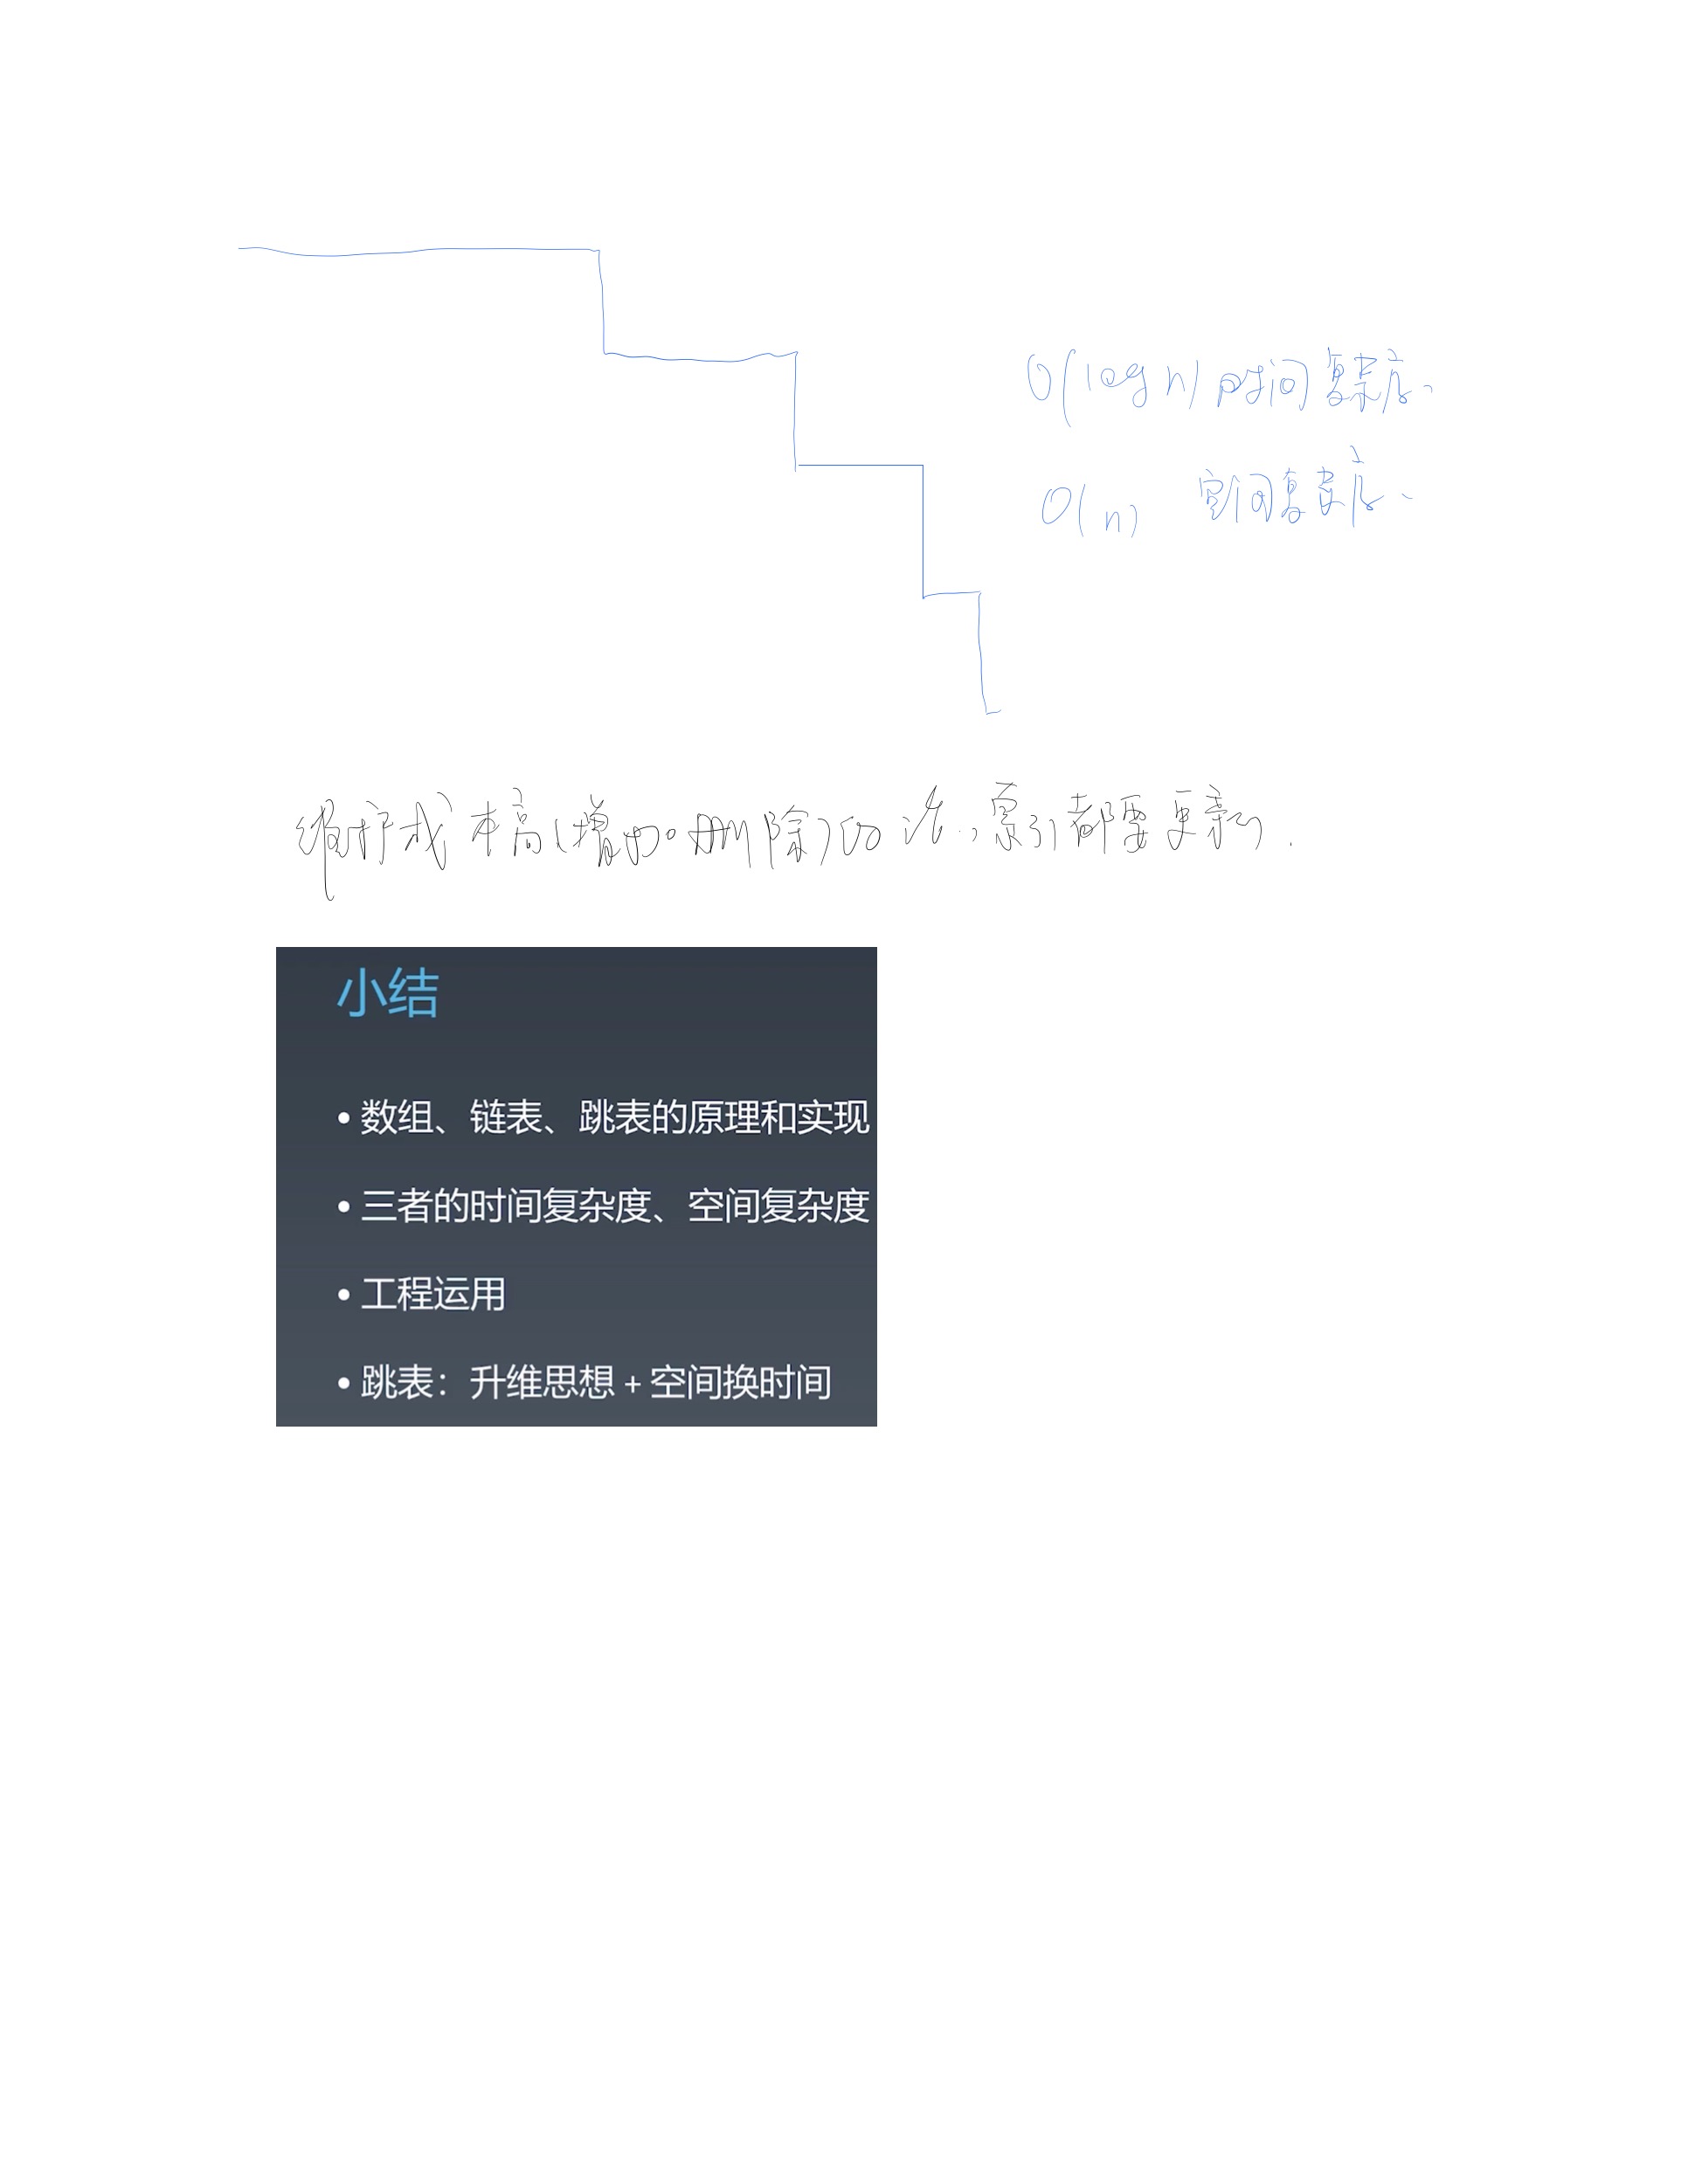 O(log n) 时间复杂度、
O(n) 空间复杂度、
维护成本高(增加。删除)的话.,索引都要更新.
小结
• 数组、链表、跳表的原理和实现
• 三者的时间复杂度、空间复杂度
• 工程运用
• 跳表：升维思想 + 空间换时间